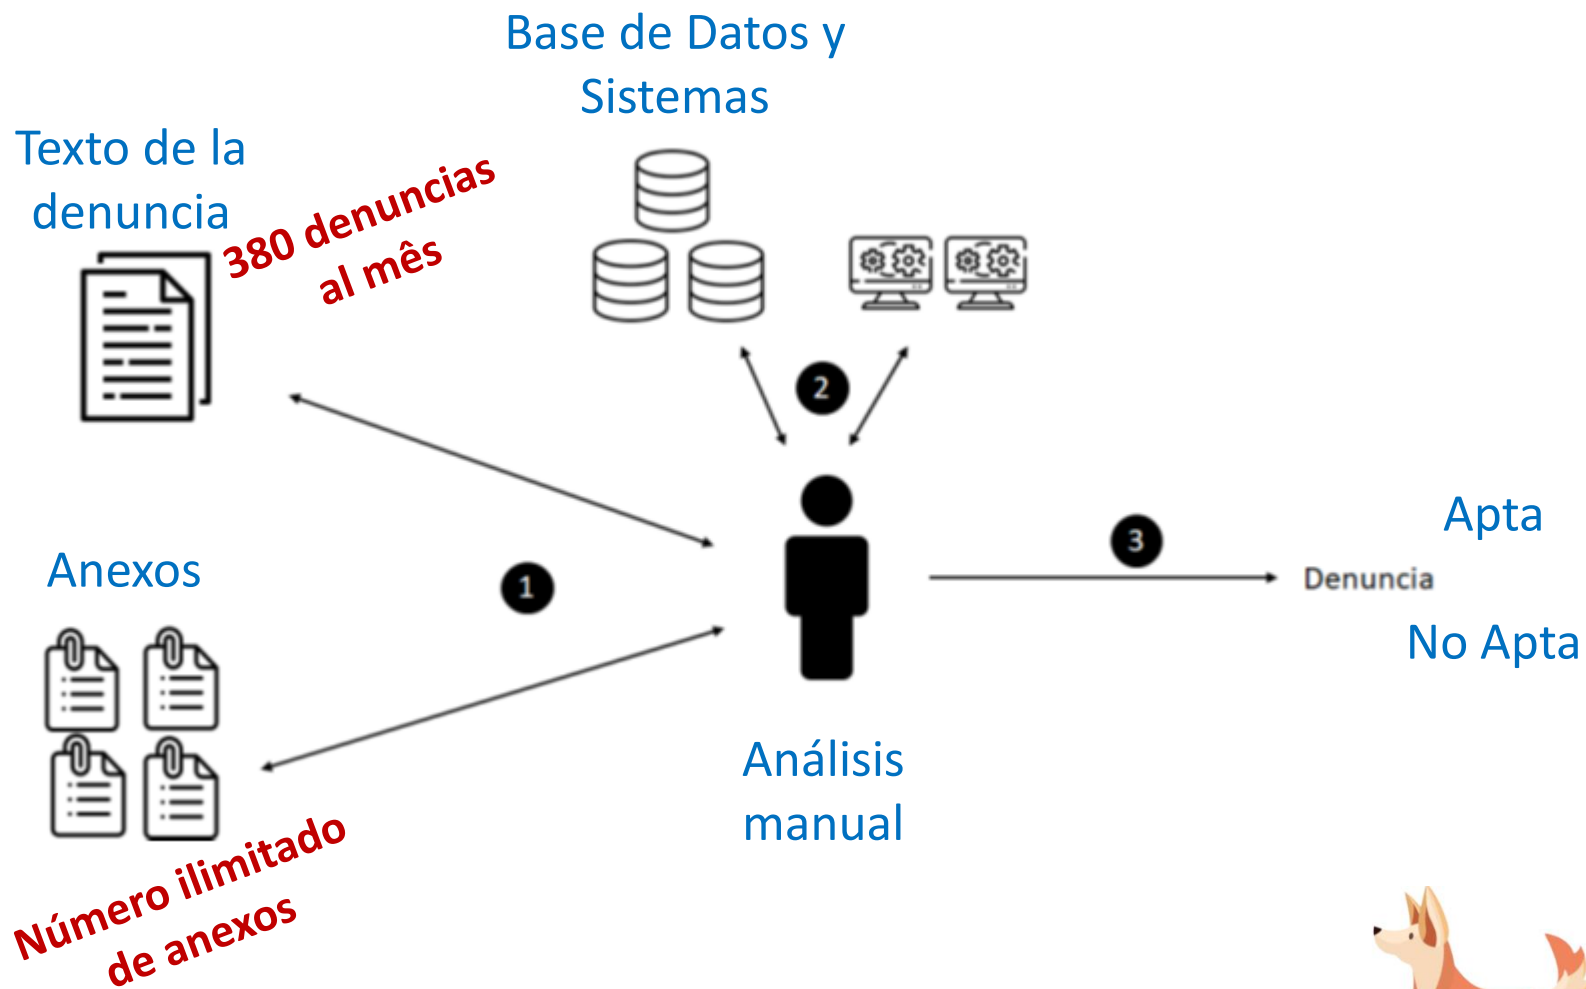 Base de Datos y
Sistemas
Texto de la
denuncia
380 denuncias
al mês
2
Anexos
1
3
Apta
Denuncia
No Apta
Análisis
manual
Número ilimitado
de anexos